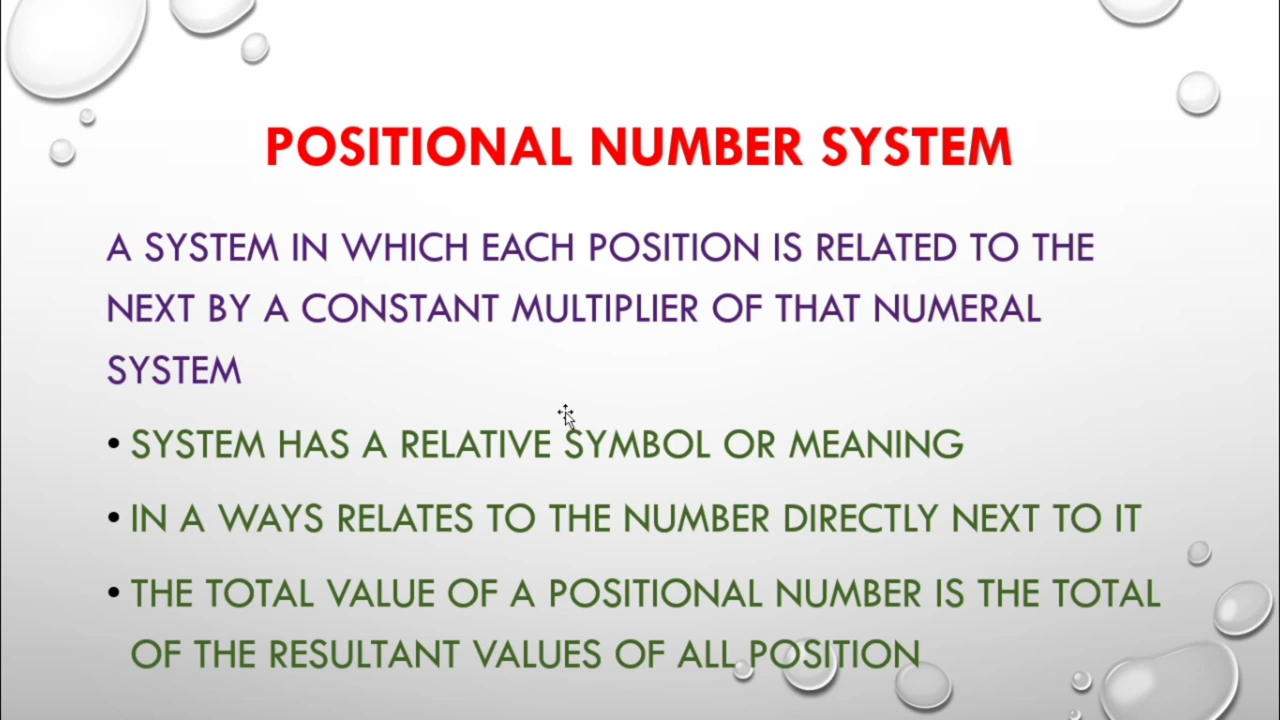 POSITIONAL NUMBER SYSTEM
A SYSTEM IN WHICH EACH POSITION IS RELATED TO THE
NEXT BY A CONSTANT MULTIPLIER OF THAT NUMERAL
SYSTEM
• SYSTEM HAS A RELATIVE SYMBOL OR MEANING
• IN A WAYS RELATES TO THE NUMBER DIRECTLY NEXT TO IT
• THE TOTAL VALUE OF A POSITIONAL NUMBER IS THE TOTAL
OF THE RESULTANT VALUES OF ALL POSITION